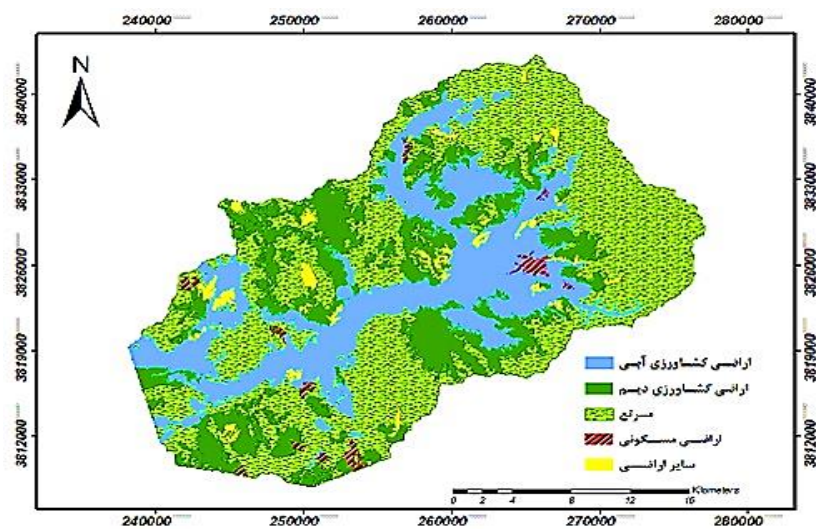 240000 250000 260000 270000 280000
N
3840000 3840000
3833000 3833000
3826000 3826000
3819000 3819000
3812000 3812000
اراضی کشاورزی آبی
اراضی کشاورزی دیم
مرتع
اراضی مسکونی
سایر اراضی
Kilometers
0 2 4 8 12 16
240000 250000 260000 270000 280000